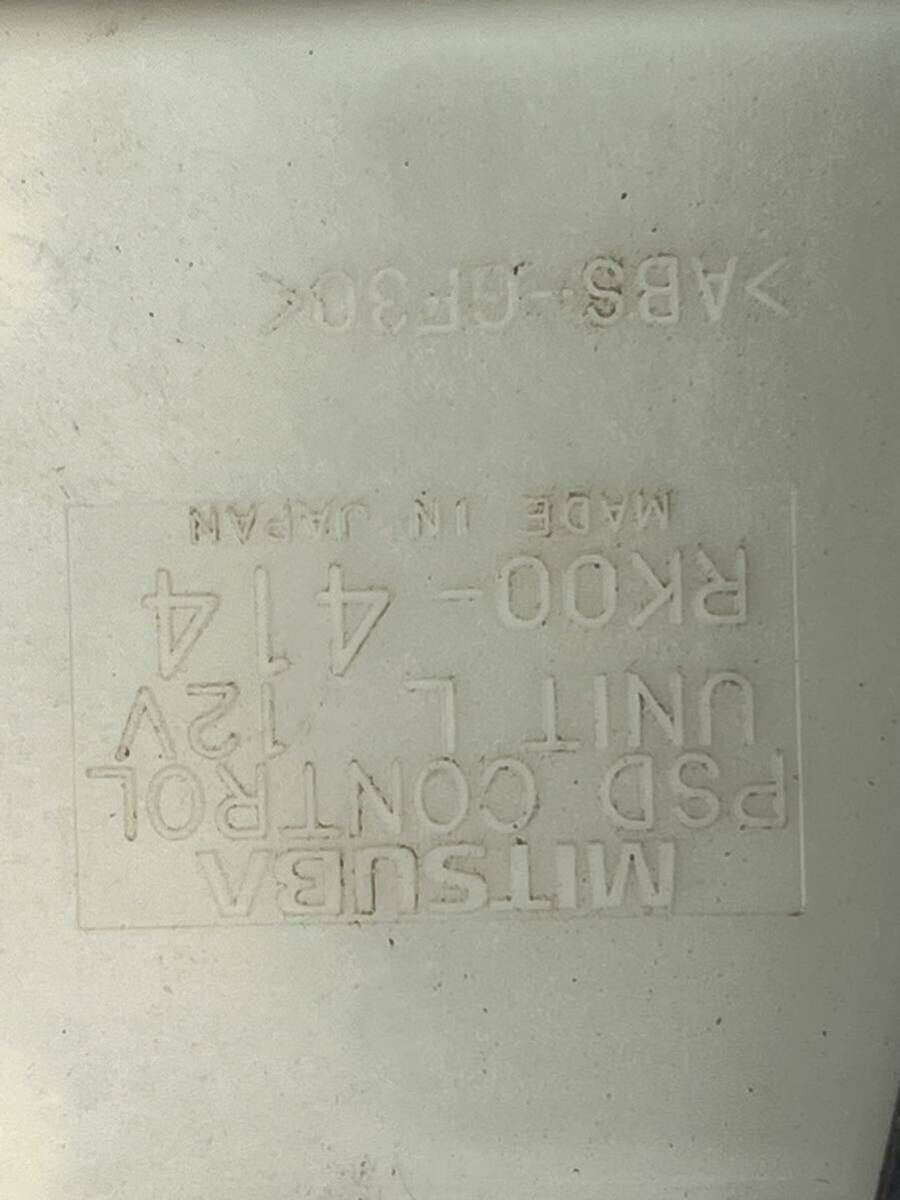 MITSUBA
PSD CONTROL
UNIT L 12V
RK00-414
MADE IN JAPAN
>ABS-GF30<